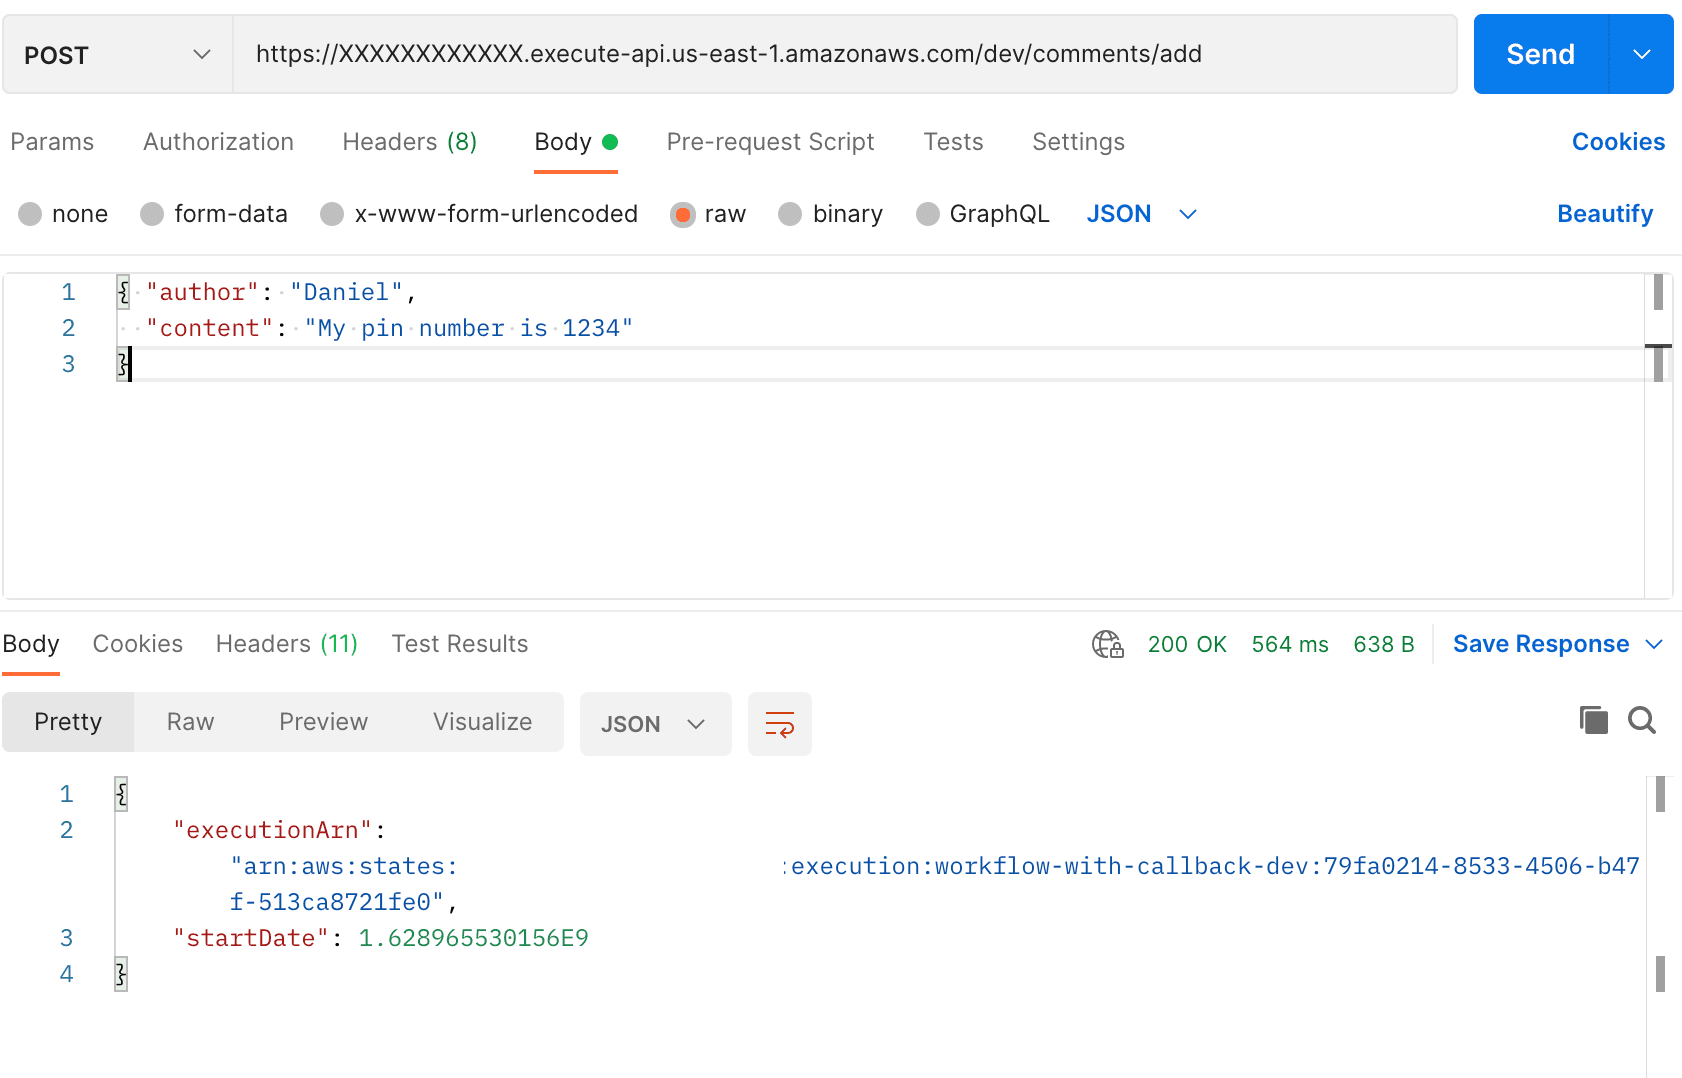 POST https://XXXXXXXXXXXX.execute-api.us-east-1.amazonaws.com/dev/comments/add Send
Params Authorization Headers (8) Body Pre-request Script Tests Settings Cookies
none form-data x-www-form-urlencoded raw binary GraphQL JSON Beautify
1 { "author": "Daniel",
2 "content": "My pin number is 1234"
3 }
Body Cookies Headers (11) Test Results 200 OK 564 ms 638 B Save Response
Pretty Raw Preview Visualize JSON
1 {
2 "executionArn":
"arn:aws:states: :execution:workflow-with-callback-dev:79fa0214-8533-4506-b47
f-513ca8721fe0",
3 "startDate": 1.628965530156E9
4 }